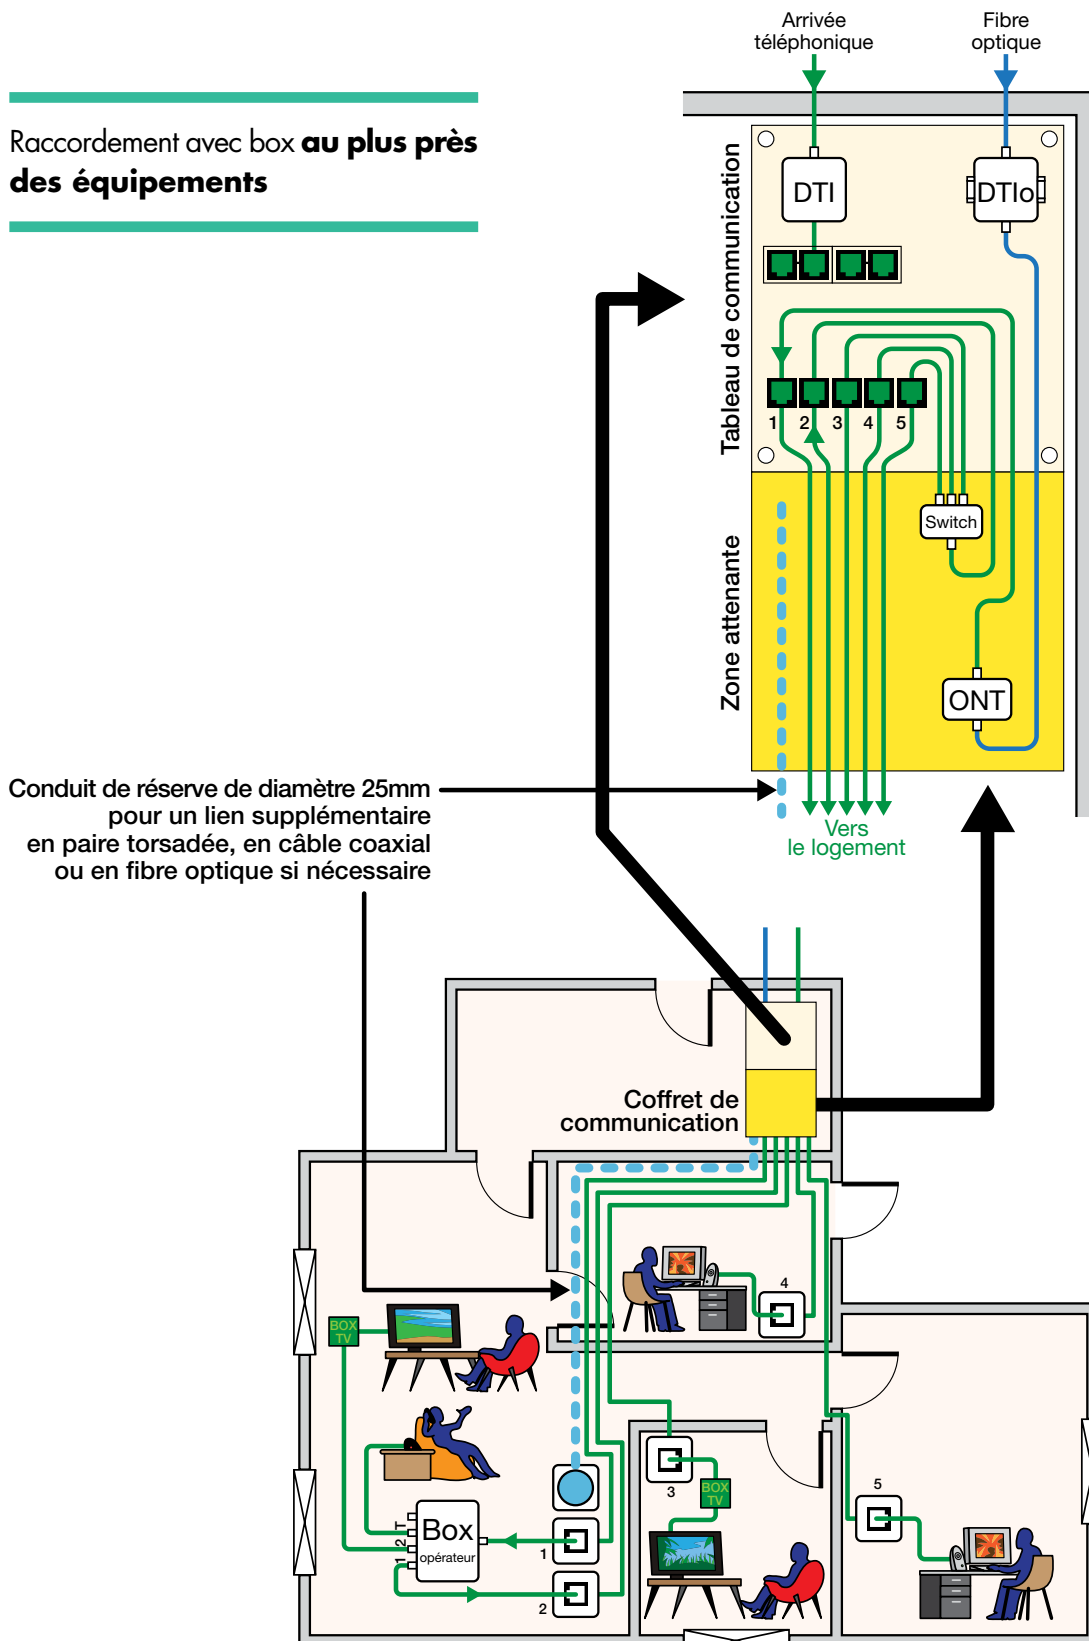 Arrivée
téléphonique
Fibre
optique
Raccordement avec box au plus près
des équipements
Tableau de communication
DTI
DTIo
1 2 3 4 5
Switch
Zone attenante
ONT
Conduit de réserve de diamètre 25mm
pour un lien supplémentaire
en paire torsadée, en câble coaxial
ou en fibre optique si nécessaire
Vers
le logement
Coffret de
communication
4
BOX
TV
3
BOX
TV
5
1 2 T
Box
opérateur
1
2